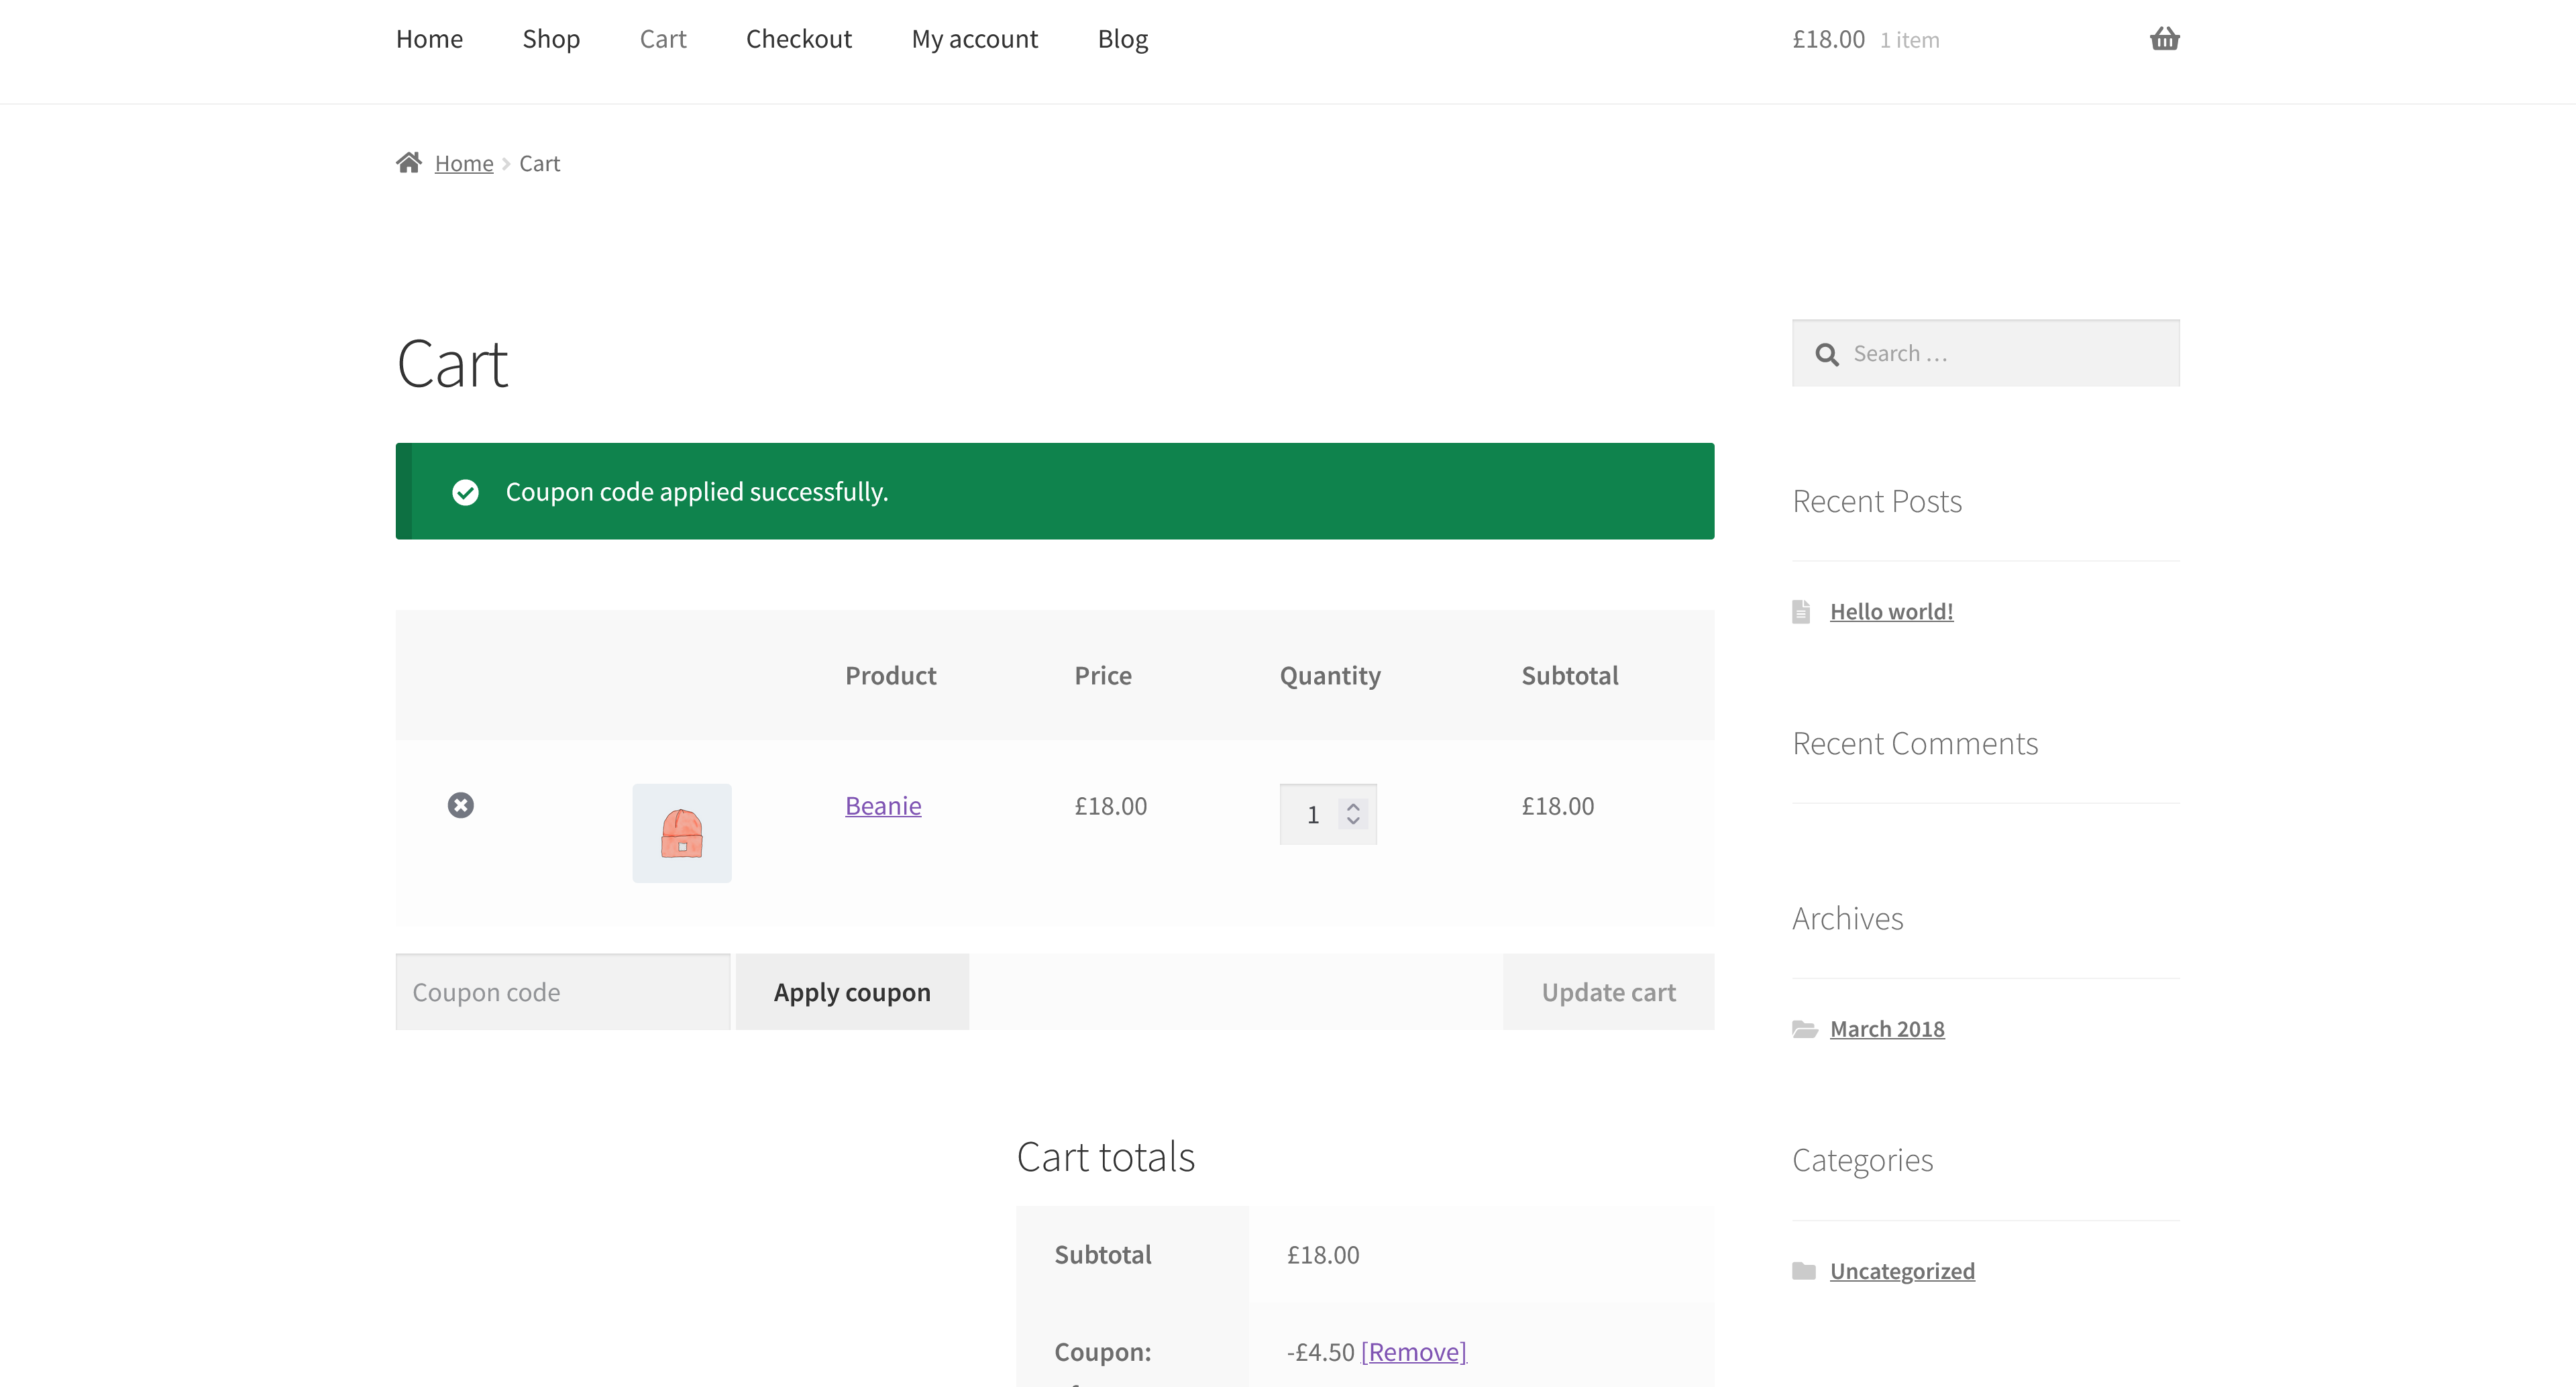 Home Shop Cart Checkout My account Blog £18.00 1 item
Home Cart
Cart
Search …
Coupon code applied successfully.
Recent Posts
Hello world!
Product Price Quantity Subtotal
Beanie £18.00 1 £18.00
Recent Comments
Archives
Coupon code Apply coupon Update cart
March 2018
Cart totals
Categories
Subtotal £18.00
Uncategorized
Coupon: -£4.50 [Remove]